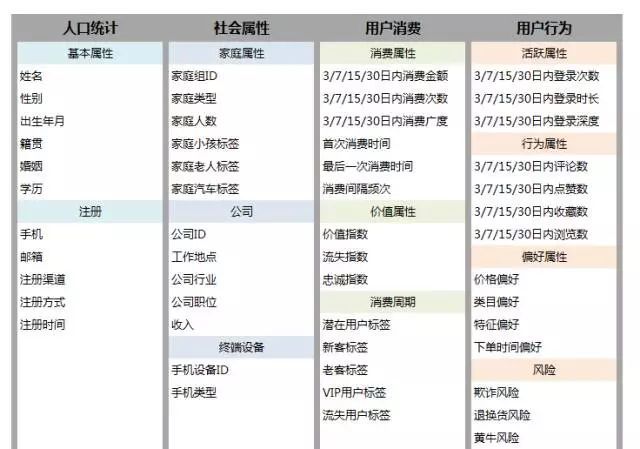 人口统计
基本属性
姓名
性别
出生年月
籍贯
婚姻
学历
注册
手机
邮箱
注册渠道
注册方式
注册时间
社会属性
家庭属性
家庭组ID
家庭类型
家庭人数
家庭小孩标签
家庭老人标签
家庭汽车标签
公司
公司ID
工作地点
公司行业
公司职位
收入
终端设备
手机设备ID
手机类型
用户消费
消费属性
3/7/15/30日内消费金额
3/7/15/30日内消费次数
3/7/15/30日内消费广度
首次消费时间
最后一次消费时间
消费间隔频次
价值属性
价值指数
流失指数
忠诚指数
消费周期
潜在用户标签
新客标签
老客标签
VIP用户标签
流失用户标签
用户行为
活跃属性
3/7/15/30日内登录次数
3/7/15/30日内登录时长
3/7/15/30日内登录深度
行为属性
3/7/15/30日内评论数
3/7/15/30日内点赞数
3/7/15/30日内收藏数
3/7/15/30日内浏览数
偏好属性
价格偏好
类目偏好
特征偏好
下单时间偏好
风险
欺诈风险
退换货风险
黄牛风险